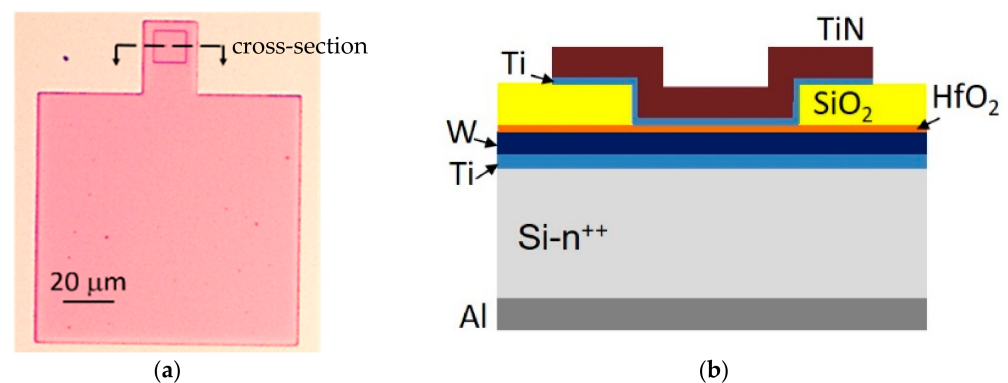 cross-section
20 μm
(a)
TiN
Ti
SiO₂
HfO₂
W
Ti
Si-n⁺⁺
Al
(b)